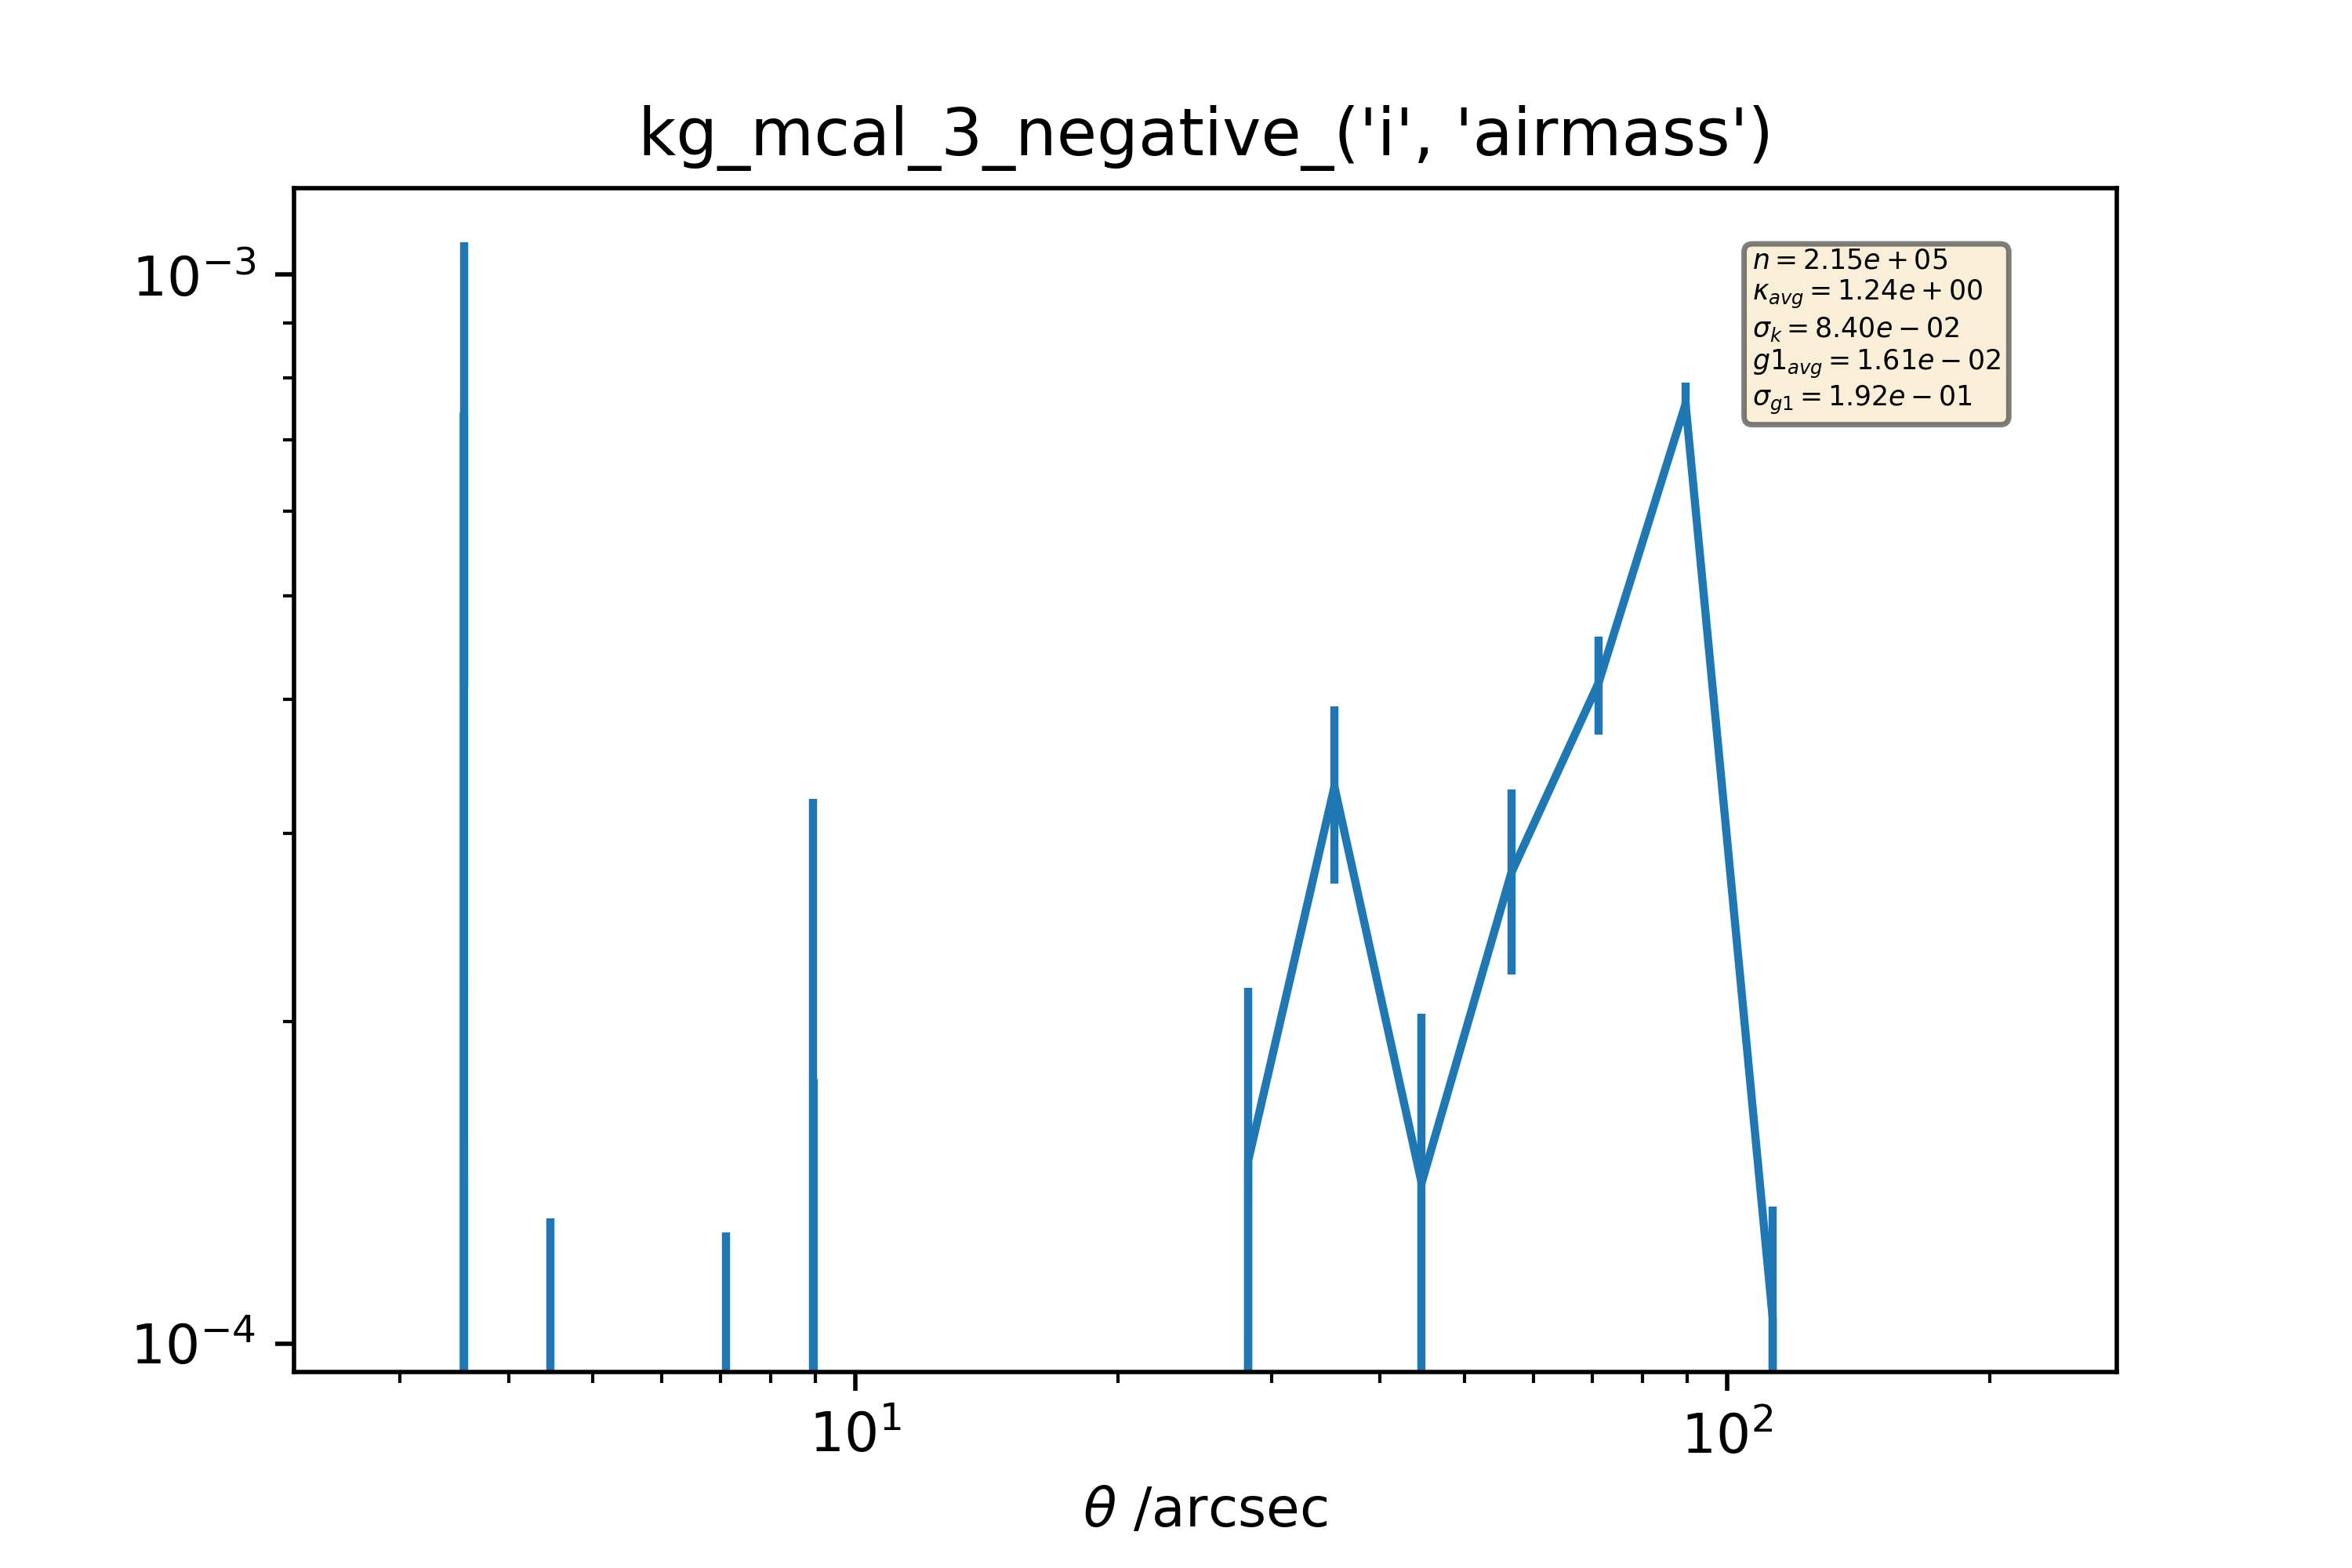 kg_mcal_3_negative_('i', 'airmass')
10⁻³
n = 2.15e + 05
κavg = 1.24e + 00
σk = 8.40e − 02
g1avg = 1.61e − 02
σg1 = 1.92e − 01
10⁻⁴
10¹ 10²
θ /arcsec